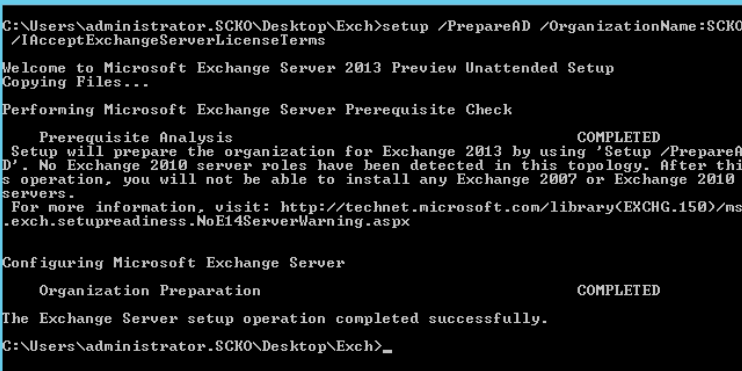 C:\Users\administrator.SCKO\Desktop\Exch>setup /PrepareAD /OrganizationName:SCKO
/IAcceptExchangeServerLicenseTerms
Welcome to Microsoft Exchange Server 2013 Preview Unattended Setup
Copying Files...
Performing Microsoft Exchange Server Prerequisite Check
Prerequisite Analysis COMPLETED
Setup will prepare the organization for Exchange 2013 by using 'Setup /PrepareA
D'. No Exchange 2010 server roles have been detected in this topology. After thi
s operation, you will not be able to install any Exchange 2007 or Exchange 2010
servers.
For more information, visit: http://technet.microsoft.com/library(EXCHG.150)/ms
.exch.setupreadiness.NoE14ServerWarning.aspx
Configuring Microsoft Exchange Server
Organization Preparation COMPLETED
The Exchange Server setup operation completed successfully.
C:\Users\administrator.SCKO\Desktop\Exch>_